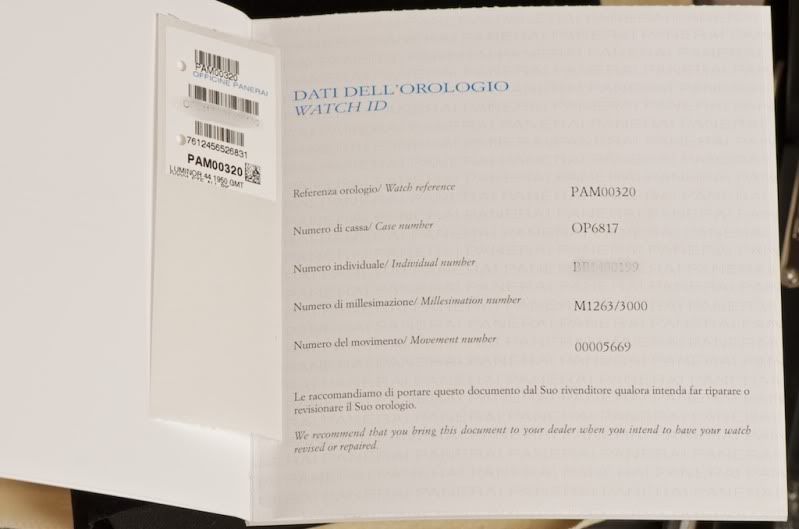 PAM00320
OFFICINE PANERAI
7612456526831
PAM00320
LUMINOR 44 1950 GMT
DATI DELL'OROLOGIO
WATCH ID
Referenza orologio/ Watch reference PAM00320
Numero di cassa/ Case number OP6817
Numero individuale/ Individual number
Numero di millesimazione/ Millesimation number M1263/3000
Numero del movimento/ Movement number 00005669
Le raccomandiamo di portare questo documento dal Suo rivenditore qualora intenda far riparare o
revisionare il Suo orologio.
We recommend that you bring this document to your dealer when you intend to have your watch
revised or repaired.